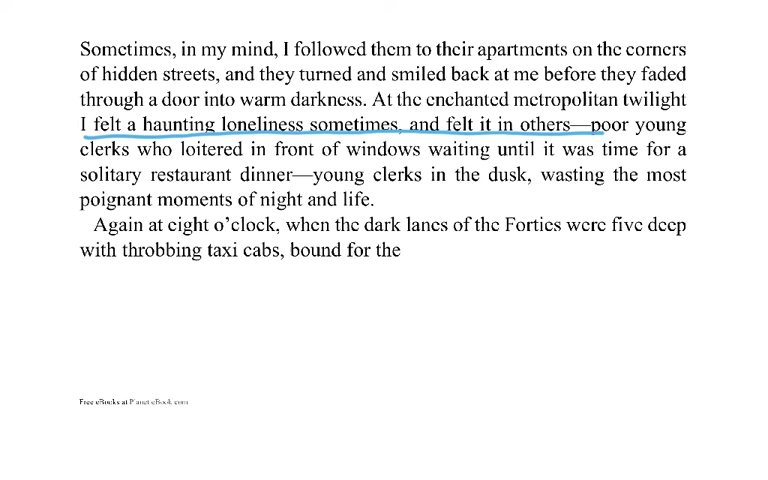 Sometimes, in my mind, I followed them to their apartments on the corners
of hidden streets, and they turned and smiled back at me before they faded
through a door into warm darkness. At the enchanted metropolitan twilight
I felt a haunting loneliness sometimes, and felt it in others—poor young
clerks who loitered in front of windows waiting until it was time for a
solitary restaurant dinner—young clerks in the dusk, wasting the most
poignant moments of night and life.
Again at eight o’clock, when the dark lanes of the Forties were five deep
with throbbing taxi cabs, bound for the
Free eBooks at Planet eBook.com